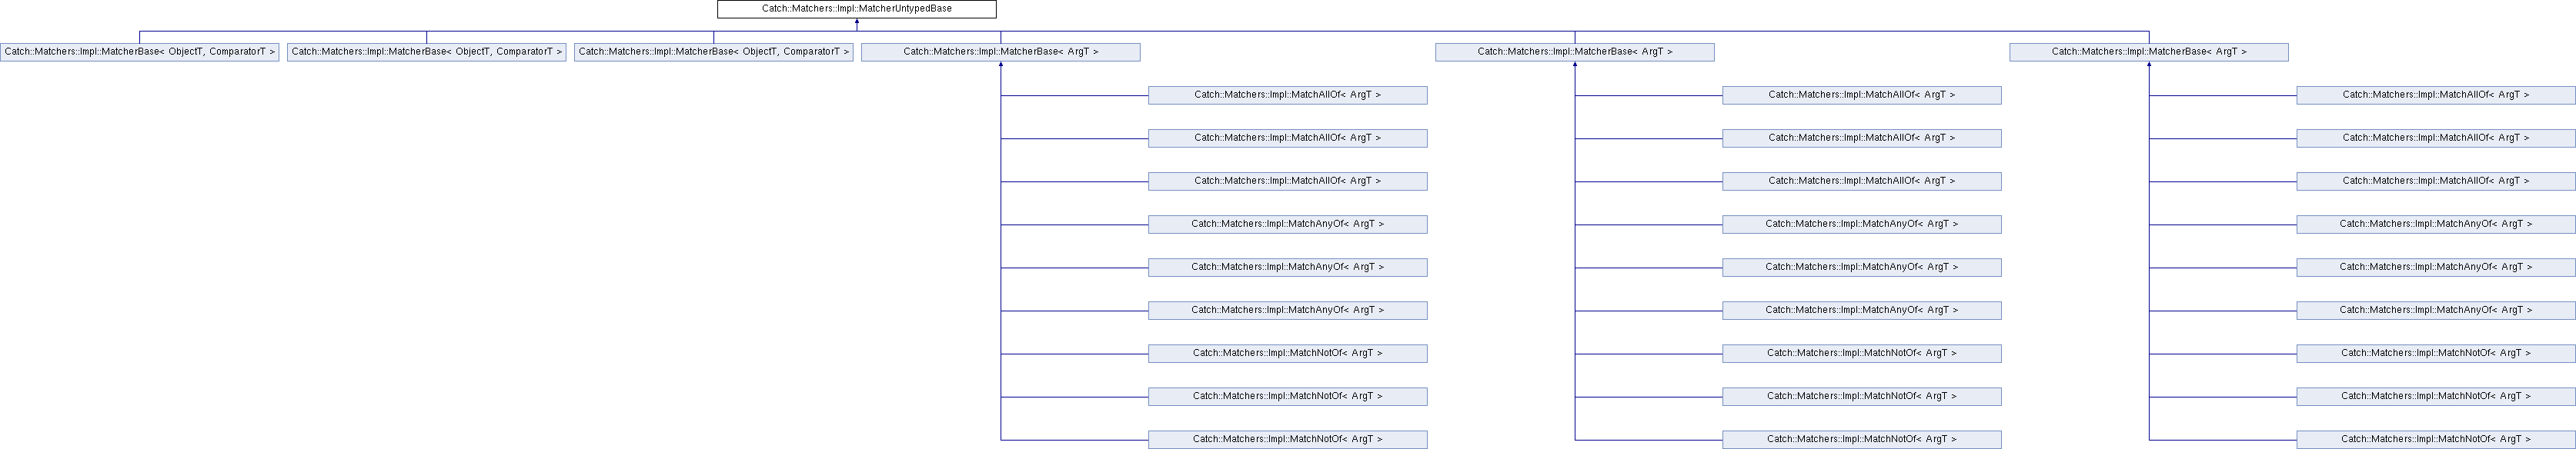 Catch::Matchers::Impl::MatcherUntypedBase
Catch::Matchers::Impl::MatcherBase< ObjectT, ComparatorT >
Catch::Matchers::Impl::MatcherBase< ObjectT, ComparatorT >
Catch::Matchers::Impl::MatcherBase< ObjectT, ComparatorT >
Catch::Matchers::Impl::MatcherBase< ArgT >
Catch::Matchers::Impl::MatcherBase< ArgT >
Catch::Matchers::Impl::MatcherBase< ArgT >
Catch::Matchers::Impl::MatchAllOf< ArgT >
Catch::Matchers::Impl::MatchAllOf< ArgT >
Catch::Matchers::Impl::MatchAllOf< ArgT >
Catch::Matchers::Impl::MatchAllOf< ArgT >
Catch::Matchers::Impl::MatchAllOf< ArgT >
Catch::Matchers::Impl::MatchAllOf< ArgT >
Catch::Matchers::Impl::MatchAllOf< ArgT >
Catch::Matchers::Impl::MatchAllOf< ArgT >
Catch::Matchers::Impl::MatchAllOf< ArgT >
Catch::Matchers::Impl::MatchAnyOf< ArgT >
Catch::Matchers::Impl::MatchAnyOf< ArgT >
Catch::Matchers::Impl::MatchAnyOf< ArgT >
Catch::Matchers::Impl::MatchAnyOf< ArgT >
Catch::Matchers::Impl::MatchAnyOf< ArgT >
Catch::Matchers::Impl::MatchAnyOf< ArgT >
Catch::Matchers::Impl::MatchAnyOf< ArgT >
Catch::Matchers::Impl::MatchAnyOf< ArgT >
Catch::Matchers::Impl::MatchAnyOf< ArgT >
Catch::Matchers::Impl::MatchNotOf< ArgT >
Catch::Matchers::Impl::MatchNotOf< ArgT >
Catch::Matchers::Impl::MatchNotOf< ArgT >
Catch::Matchers::Impl::MatchNotOf< ArgT >
Catch::Matchers::Impl::MatchNotOf< ArgT >
Catch::Matchers::Impl::MatchNotOf< ArgT >
Catch::Matchers::Impl::MatchNotOf< ArgT >
Catch::Matchers::Impl::MatchNotOf< ArgT >
Catch::Matchers::Impl::MatchNotOf< ArgT >